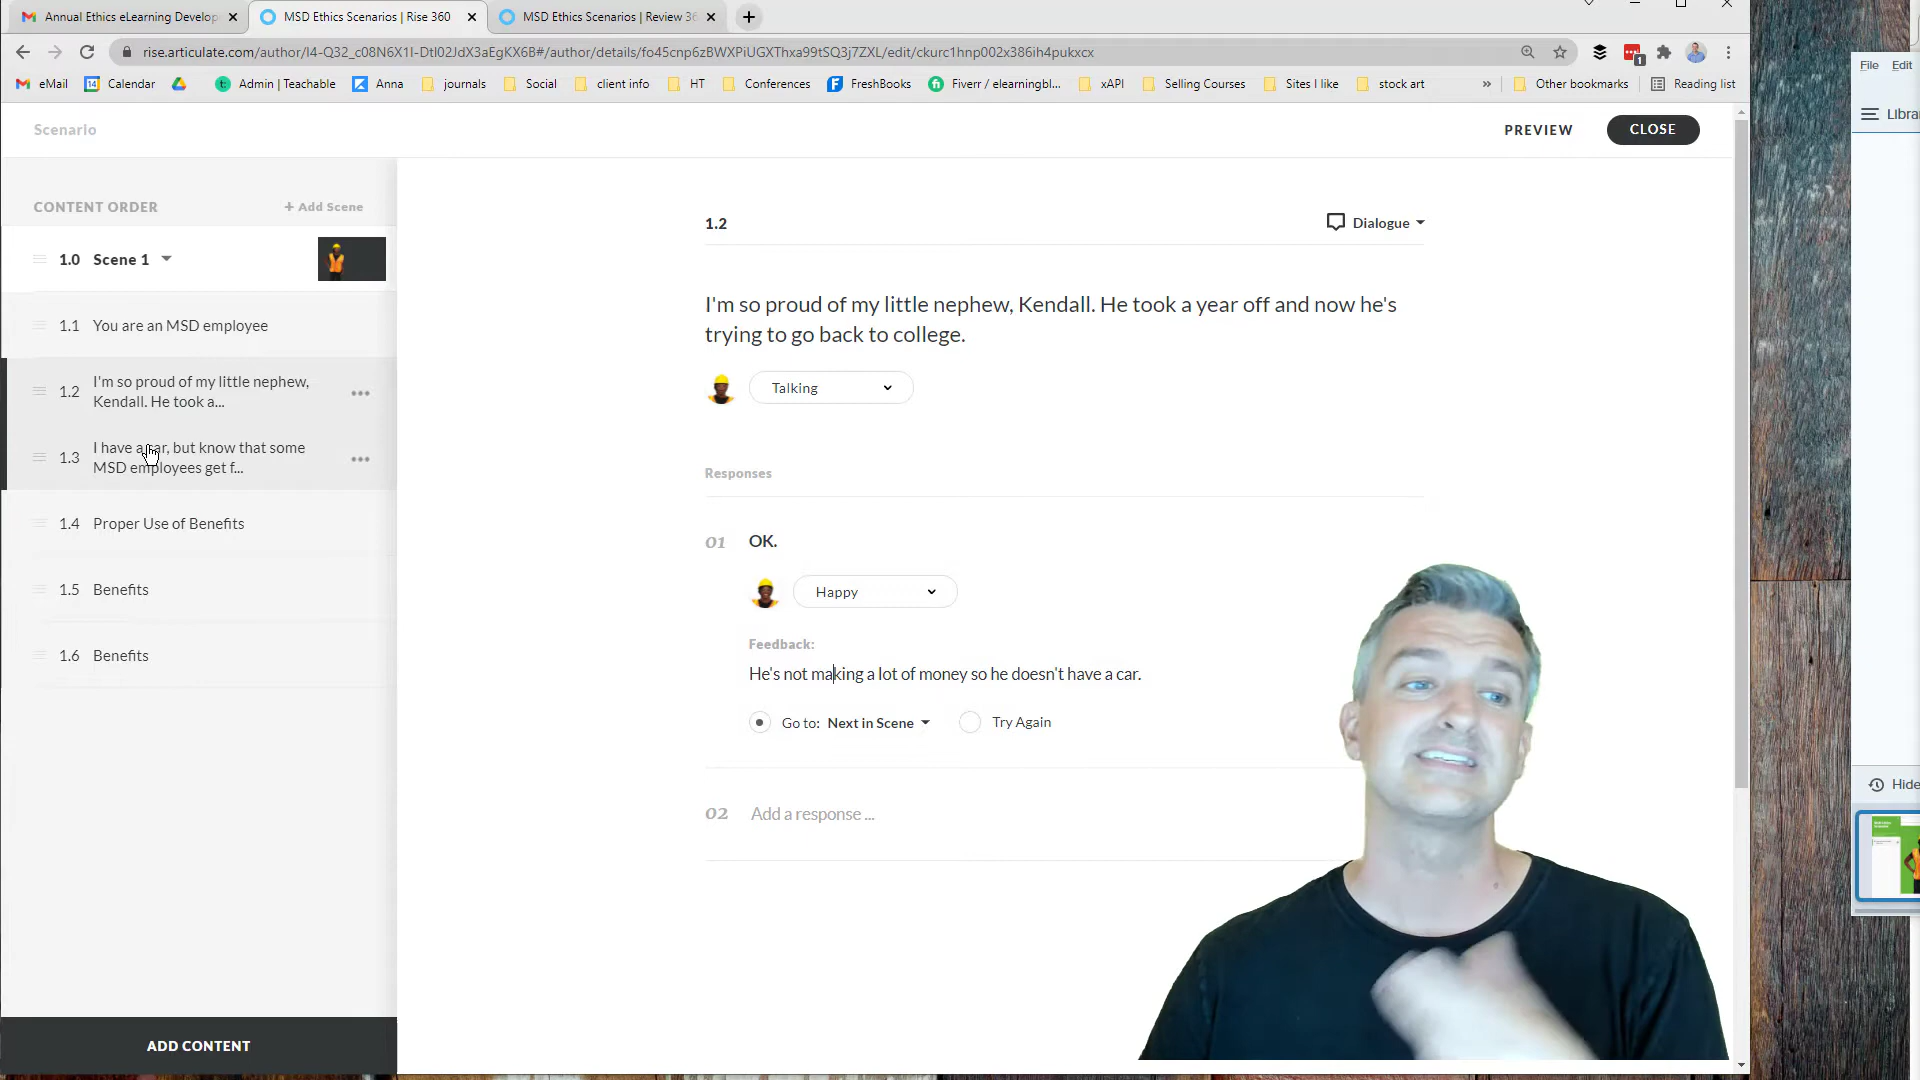 Annual Ethics eLearning Develop
MSD Ethics Scenarios | Rise 360
MSD Ethics Scenarios | Review 36
rise.articulate.com/author/l4-Q32_c08N6X1I-DtI02JdX3aEgKX6B#/author/details/fo45cnp6zBWXPiUGXThxa99tSQ3j7ZXL/edit/ckurc1hnp002x386ih4pukxcx
1
eMail
14
Calendar
Admin | Teachable
Anna
journals
Social
client info
HT
Conferences
FreshBooks
Fiverr / elearningbl...
xAPI
Selling Courses
Sites I like
stock art
»
Other bookmarks
Reading list
File
Edit
Librar
Scenario
PREVIEW
CLOSE
CONTENT ORDER
+ Add Scene
1.0 Scene 1
1.1 You are an MSD employee
1.2 I'm so proud of my little nephew,
Kendall. He took a...
1.3 I have a car, but know that some
MSD employees get f...
1.4 Proper Use of Benefits
1.5 Benefits
1.6 Benefits
ADD CONTENT
1.2
Dialogue
I'm so proud of my little nephew, Kendall. He took a year off and now he's
trying to go back to college.
Talking
Responses
01 OK.
Happy
Feedback:
He's not making a lot of money so he doesn't have a car.
Go to: Next in Scene
Try Again
02 Add a response ...
Hide